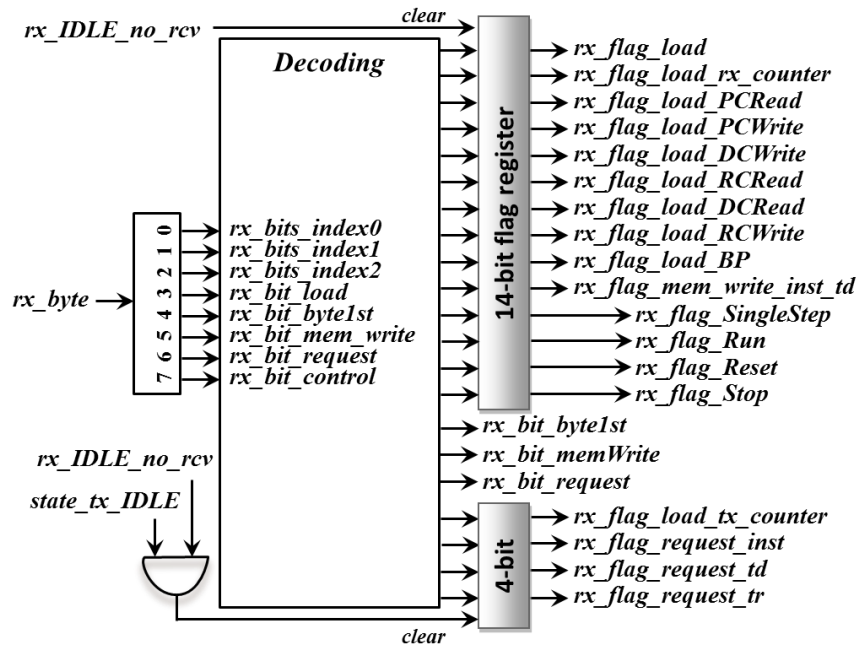 clear
rx_IDLE_no_rcv
Decoding
rx_flag_load
rx_flag_load_rx_counter
rx_flag_load_PCRead
rx_flag_load_PCWrite
rx_flag_load_DCWrite
rx_flag_load_RCRead
rx_flag_load_DCRead
rx_flag_load_RCWrite
rx_flag_load_BP
rx_flag_mem_write_inst_td
rx_flag_SingleStep
rx_flag_Run
rx_flag_Reset
rx_flag_Stop
14-bit flag register
rx_byte
0 rx_bits_index0
1 rx_bits_index1
2 rx_bits_index2
3 rx_bit_load
4 rx_bit_byte1st
5 rx_bit_mem_write
6 rx_bit_request
7 rx_bit_control
rx_bit_byte1st
rx_bit_memWrite
rx_bit_request
rx_IDLE_no_rcv
state_tx_IDLE
4-bit
rx_flag_load_tx_counter
rx_flag_request_inst
rx_flag_request_td
rx_flag_request_tr
clear